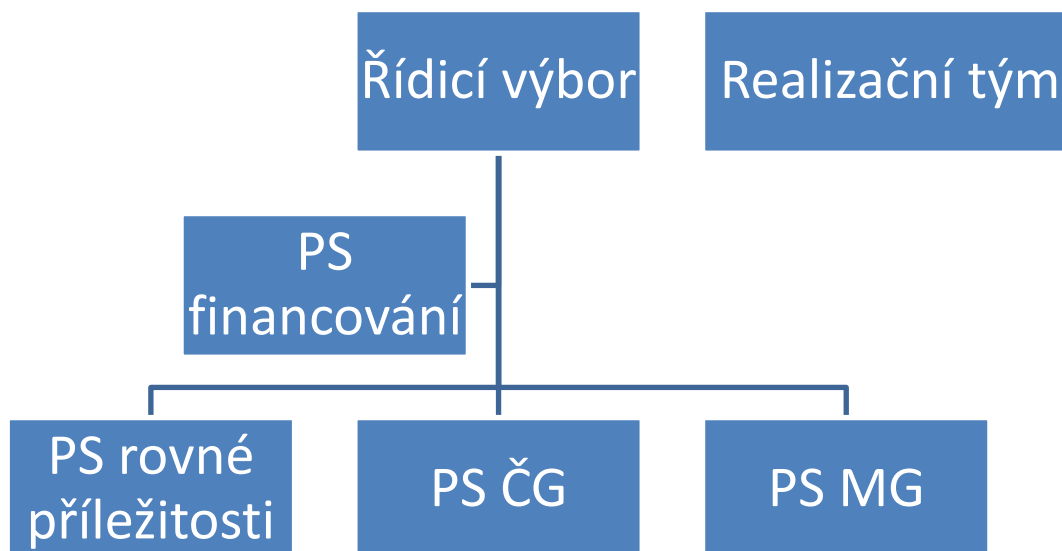 Řídicí výbor
Realizační tým
PS
financování
PS rovné
příležitosti
PS ČG
PS MG